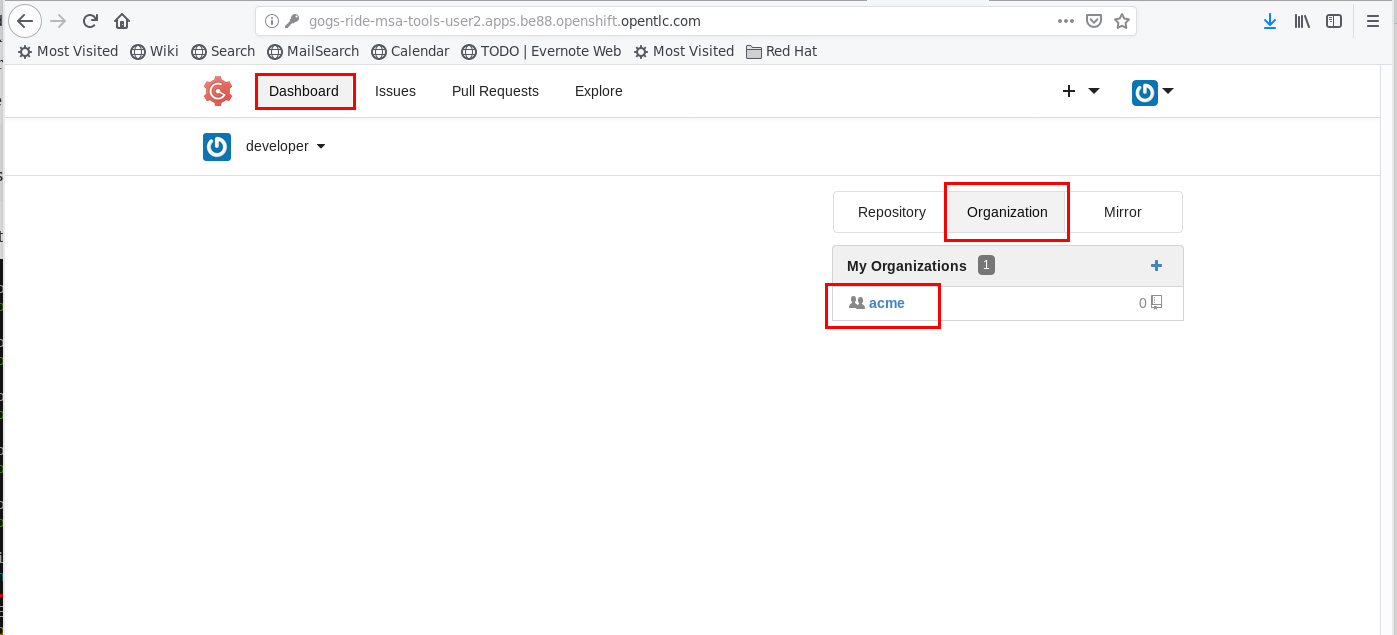 gogs-ride-msa-tools-user2.apps.be88.openshift.opentlc.com
Most Visited Wiki Search MailSearch Calendar TODO | Evernote Web Most Visited Red Hat
Dashboard Issues Pull Requests Explore
developer
Repository Organization Mirror
My Organizations 1
acme 0